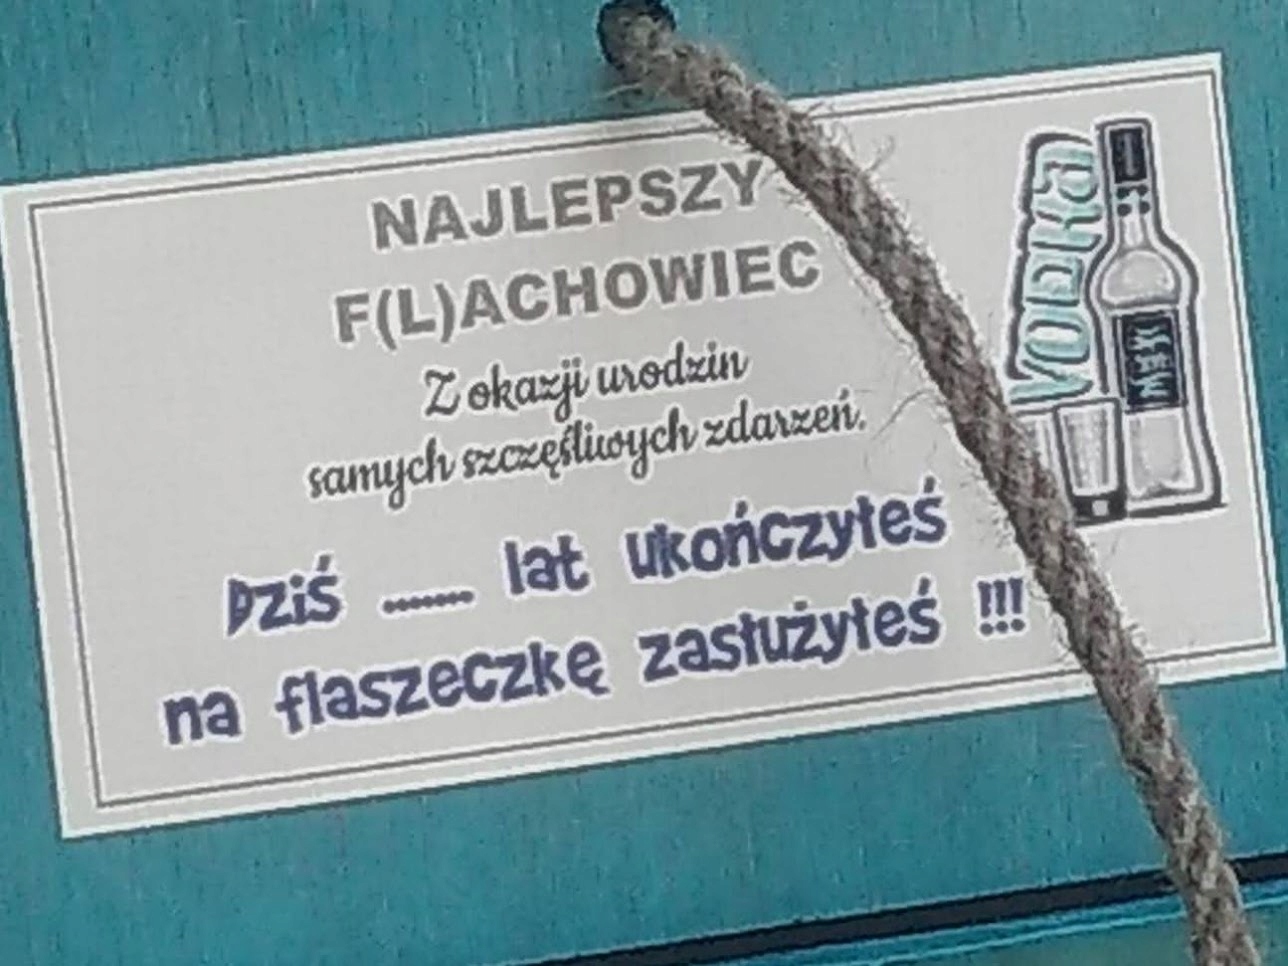 NAJLEPSZY
F(L)ACHOWIEC
Z okazji urodzin
samych szczęśliwych zdarzeń.
Dziś ....... lat ukończyłeś
na flaszeczkę zasłużyłeś !!!
VODKA